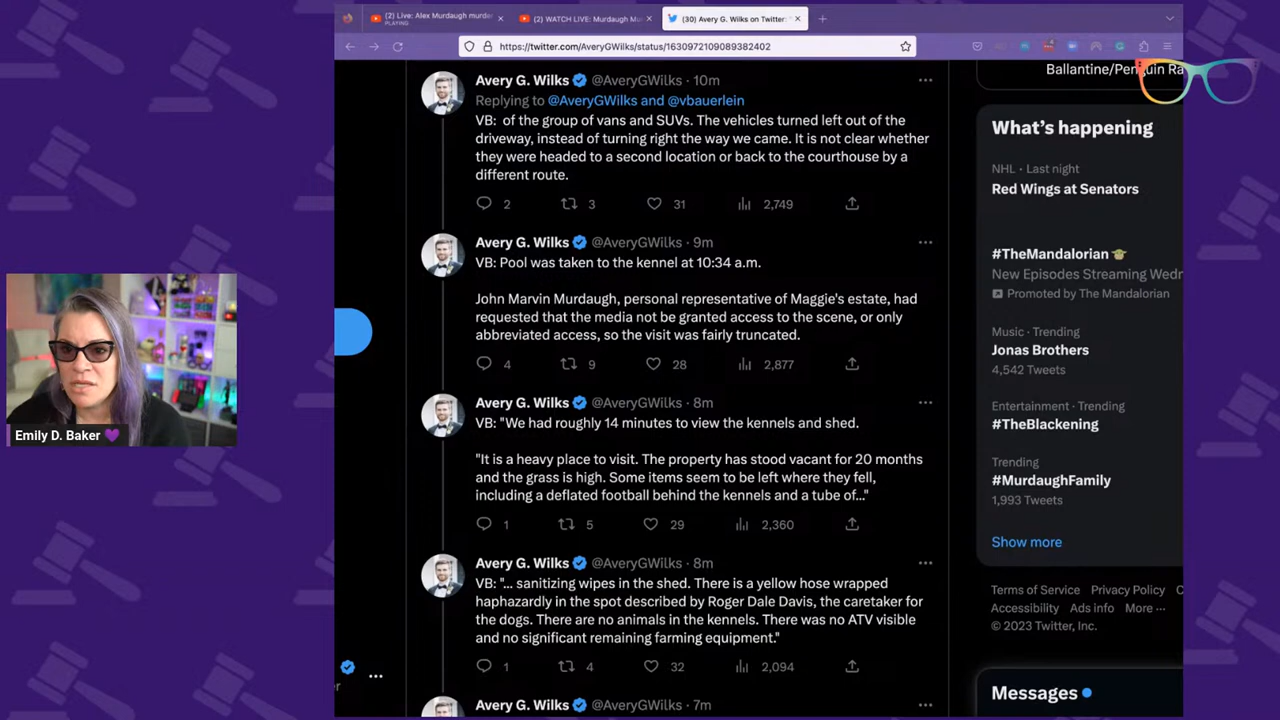 (2) Live: Alex Murdaugh murder
PLAYING
(2) WATCH LIVE: Murdaugh Mu
(30) Avery G. Wilks on Twitter: "
https://twitter.com/AveryGWilks/status/1630972109089382402
Avery G. Wilks @AveryGWilks · 10m
Replying to @AveryGWilks and @vbauerlein
VB: of the group of vans and SUVs. The vehicles turned left out of the
driveway, instead of turning right the way we came. It is not clear whether
they were headed to a second location or back to the courthouse by a
different route.
2 3 31 2,749
Avery G. Wilks @AveryGWilks · 9m
VB: Pool was taken to the kennel at 10:34 a.m.
John Marvin Murdaugh, personal representative of Maggie's estate, had
requested that the media not be granted access to the scene, or only
abbreviated access, so the visit was fairly truncated.
4 9 28 2,877
Avery G. Wilks @AveryGWilks · 8m
VB: "We had roughly 14 minutes to view the kennels and shed.
"It is a heavy place to visit. The property has stood vacant for 20 months
and the grass is high. Some items seem to be left where they fell,
including a deflated football behind the kennels and a tube of..."
1 5 29 2,360
Avery G. Wilks @AveryGWilks · 8m
VB: "... sanitizing wipes in the shed. There is a yellow hose wrapped
haphazardly in the spot described by Roger Dale Davis, the caretaker for
the dogs. There are no animals in the kennels. There was no ATV visible
and no significant remaining farming equipment."
1 4 32 2,094
Avery G. Wilks @AveryGWilks · 7m
Ballantine/Penguin Ra
What's happening
NHL · Last night
Red Wings at Senators
#TheMandalorian
New Episodes Streaming Wedn
Promoted by The Mandalorian
Music · Trending
Jonas Brothers
4,542 Tweets
Entertainment · Trending
#TheBlackening
Trending
#MurdaughFamily
1,993 Tweets
Show more
Terms of Service Privacy Policy C
Accessibility Ads info More ...
© 2023 Twitter, Inc.
Messages
Emily D. Baker 💜